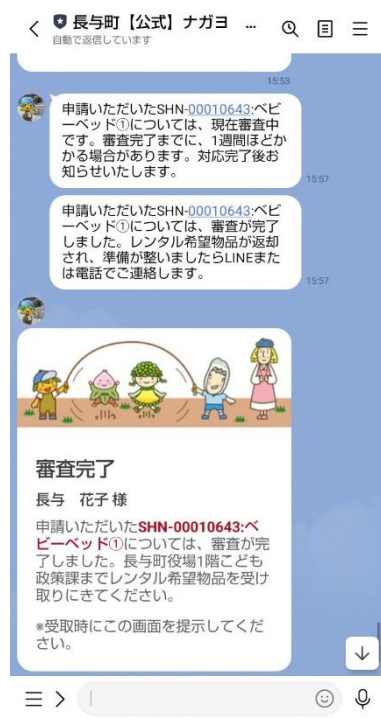 長与町【公式】ナガヨ ...
自動で返信しています
15:53
申請いただいたSHN-00010643:ベビ
ーベッド①については、現在審査中
です。審査完了までに、1週間ほどか
かる場合があります。対応完了後お
知らせいたします。
15:57
申請いただいたSHN-00010643:ベビ
ーベッド①については、審査が完了
しました。レンタル希望物品が返却
され、準備が整いましたらLINEまた
は電話でご連絡します。
15:57
審査完了
長与 花子 様
申請いただいたSHN-00010643:ベ
ビーベッド①については、審査が完
了しました。長与町役場1階こども
政策課までレンタル希望物品を受け
取りにきてください。
*受取時にこの画面を提示してくだ
さい。